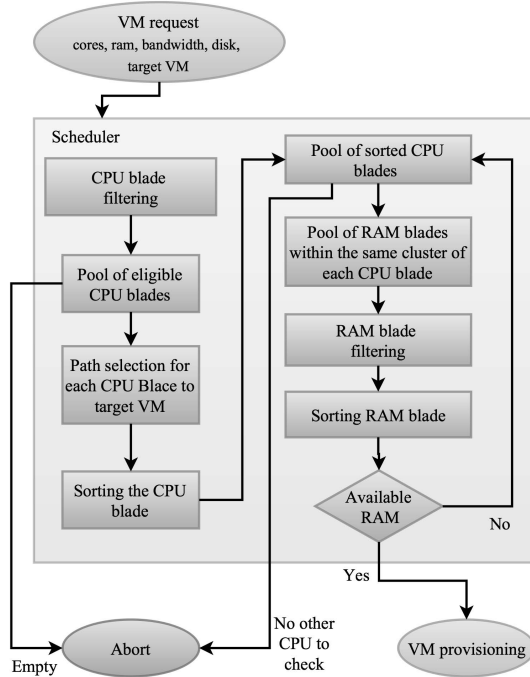 VM request
cores, ram, bandwidth, disk,
target VM
Scheduler
CPU blade
filtering
Pool of eligible
CPU blades
Path selection for
each CPU Blace to
target VM
Sorting the CPU
blade
Pool of sorted CPU
blades
Pool of RAM blades
within the same cluster of
each CPU blade
RAM blade
filtering
Sorting RAM blade
Available
RAM
No
Yes
Empty
Abort
No other
CPU to
check
VM provisioning